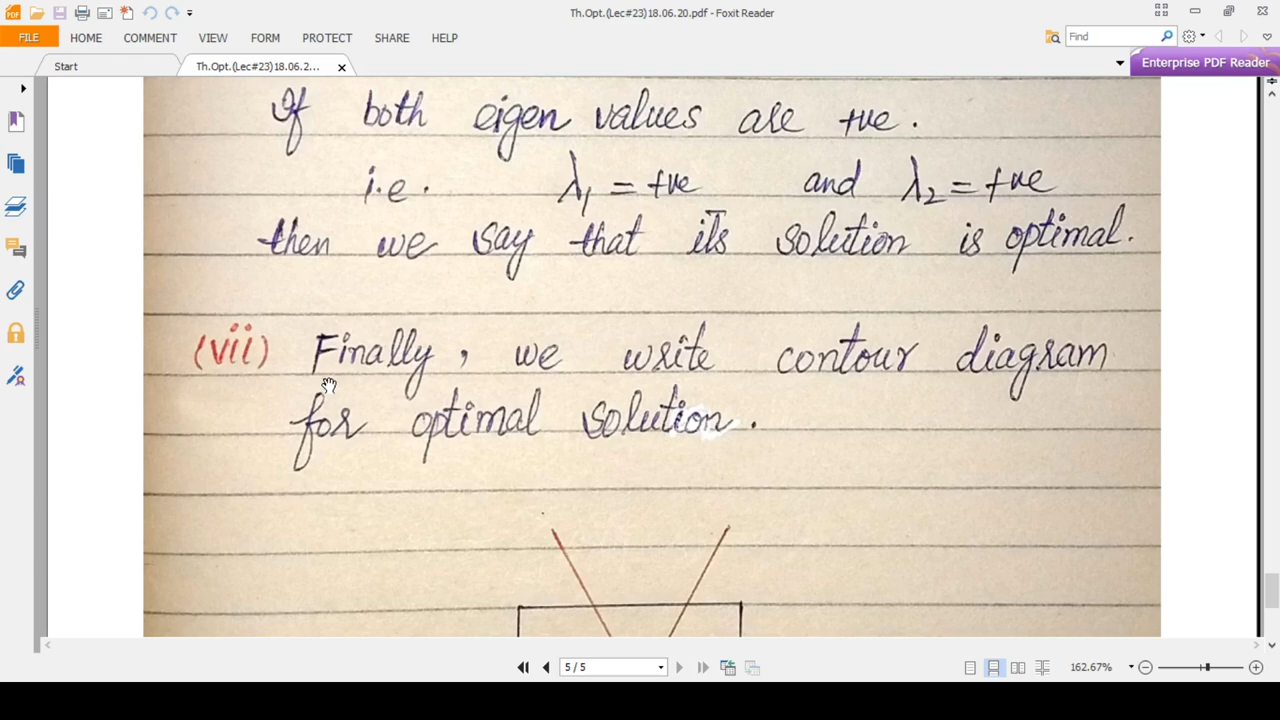 Th.Opt.(Lec#23)18.06.20.pdf - Foxit Reader
FILE HOME COMMENT VIEW FORM PROTECT SHARE HELP
Find
Start Th.Opt.(Lec#23)18.06.2...
Enterprise PDF Reader
If both eigen values are +ve.
i.e. λ₁ = +ve and λ₂ = +ve
then we say that its solution is optimal.
(vii) Finally, we write contour diagram
for optimal solution.
5 / 5
162.67%